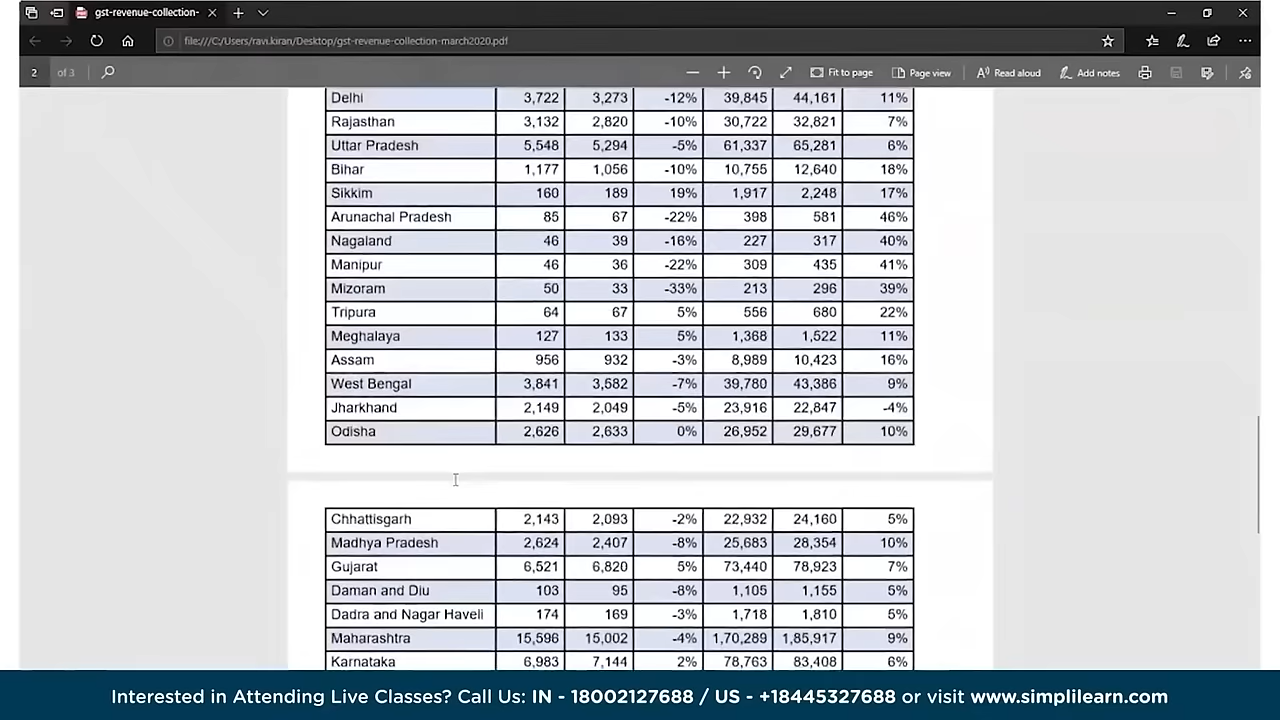 gst-revenue-collection-
file:///C:/Users/ravi.kiran/Desktop/gst-revenue-collection-march2020.pdf
2 of 3 Fit to page Page view Read aloud Add notes
Delhi 3,722 3,273 -12% 39,845 44,161 11%
Rajasthan 3,132 2,820 -10% 30,722 32,821 7%
Uttar Pradesh 5,548 5,294 -5% 61,337 65,281 6%
Bihar 1,177 1,056 -10% 10,755 12,640 18%
Sikkim 160 189 19% 1,917 2,248 17%
Arunachal Pradesh 85 67 -22% 398 581 46%
Nagaland 46 39 -16% 227 317 40%
Manipur 46 36 -22% 309 435 41%
Mizoram 50 33 -33% 213 296 39%
Tripura 64 67 5% 556 680 22%
Meghalaya 127 133 5% 1,368 1,522 11%
Assam 956 932 -3% 8,989 10,423 16%
West Bengal 3,841 3,582 -7% 39,780 43,386 9%
Jharkhand 2,149 2,049 -5% 23,916 22,847 -4%
Odisha 2,626 2,633 0% 26,952 29,677 10%
Chhattisgarh 2,143 2,093 -2% 22,932 24,160 5%
Madhya Pradesh 2,624 2,407 -8% 25,683 28,354 10%
Gujarat 6,521 6,820 5% 73,440 78,923 7%
Daman and Diu 103 95 -8% 1,105 1,155 5%
Dadra and Nagar Haveli 174 169 -3% 1,718 1,810 5%
Maharashtra 15,596 15,002 -4% 1,70,289 1,85,917 9%
Karnataka 6,983 7,144 2% 78,763 83,408 6%
Interested in Attending Live Classes? Call Us: IN - 18002127688 / US - +18445327688 or visit www.simplilearn.com